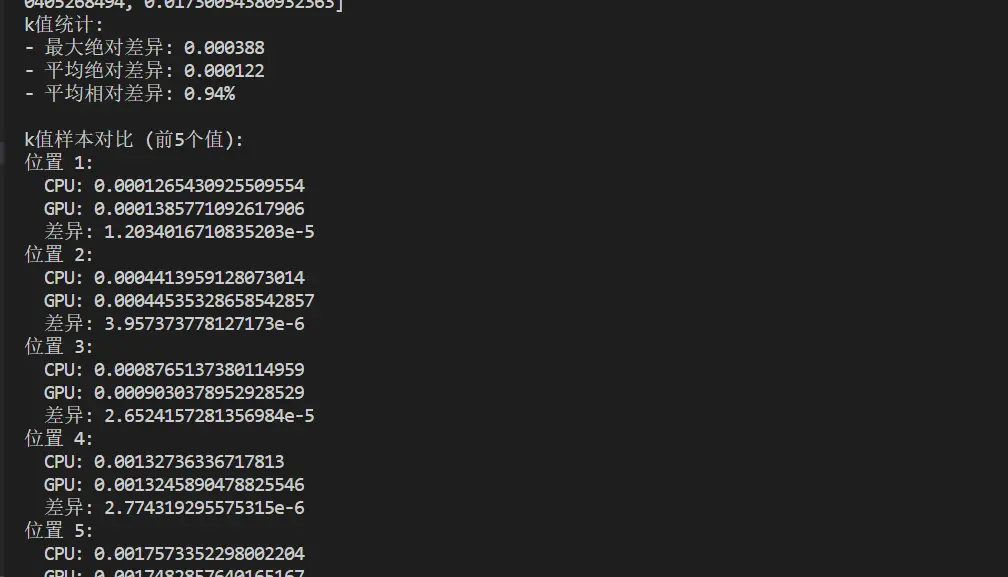 0405268494, 0.01730054380932363]
k值统计:
- 最大绝对差异: 0.000388
- 平均绝对差异: 0.000122
- 平均相对差异: 0.94%
k值样本对比 (前5个值):
位置 1:
CPU: 0.0001265430925509554
GPU: 0.0001385771092617906
差异: 1.2034016710835203e-5
位置 2:
CPU: 0.0004413959128073014
GPU: 0.00044535328658542857
差异: 3.957373778127173e-6
位置 3:
CPU: 0.0008765137380114959
GPU: 0.0009030378952928529
差异: 2.6524157281356984e-5
位置 4:
CPU: 0.00132736336717813
GPU: 0.0013245890478825546
差异: 2.774319295575315e-6
位置 5:
CPU: 0.0017573352298002204
GPU: 0.0017482857640165167